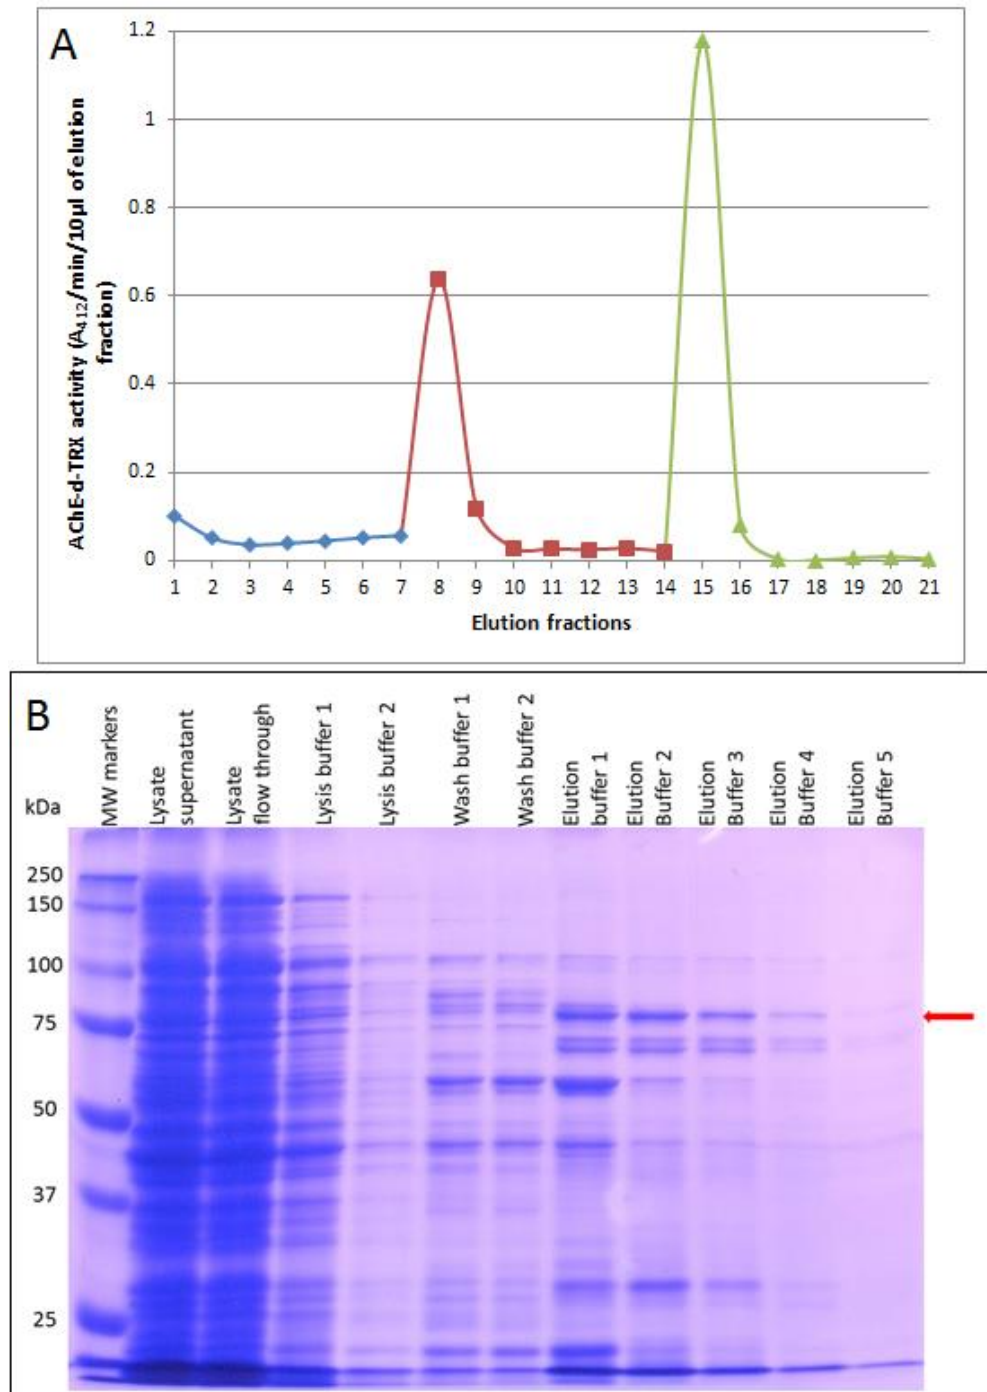 A
AChE-d-TRX activity (A₄₁₂/min/10µl of elution
fraction)
1.2
1
0.8
0.6
0.4
0.2
0
1 2 3 4 5 6 7 8 9 10 11 12 13 14 15 16 17 18 19 20 21
Elution fractions
B
kDa
MW markers
Lysate
supernatant
Lysate
flow through
Lysis buffer 1
Lysis buffer 2
Wash buffer 1
Wash buffer 2
Elution
buffer 1
Elution
Buffer 2
Elution
Buffer 3
Elution
Buffer 4
Elution
Buffer 5
250
150
100
75
50
37
25